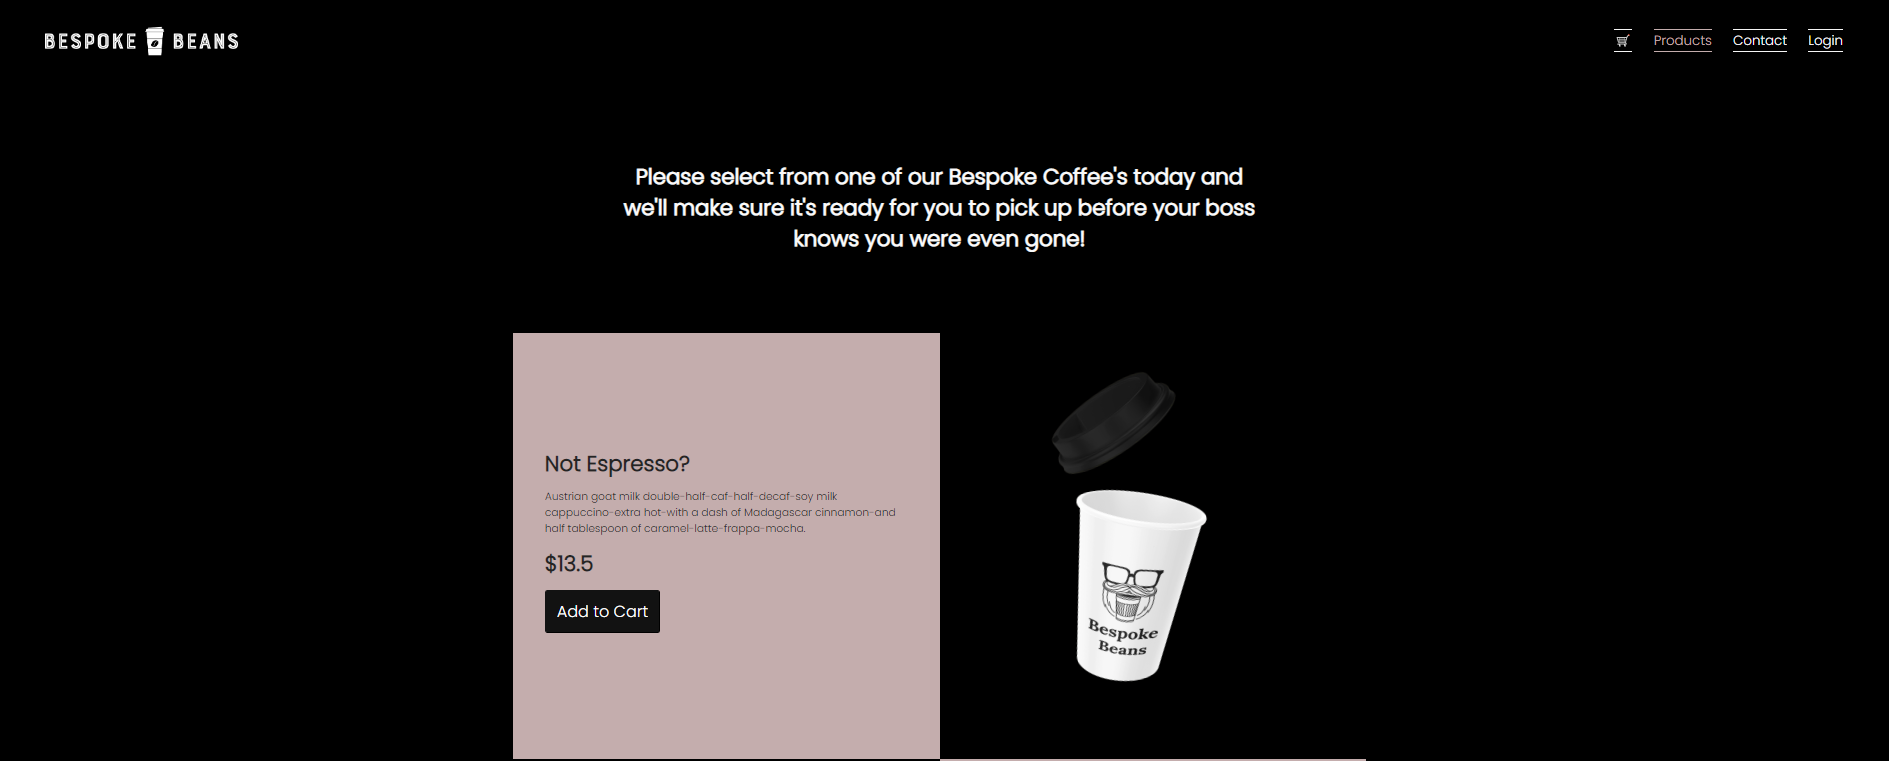 BESPOKE BEANS
Products
Contact
Login
Please select from one of our Bespoke Coffee's today and
we'll make sure it's ready for you to pick up before your boss
knows you were even gone!
Not Espresso?
Austrian goat milk double-half-caf-half-decaf-soy milk
cappuccino-extra hot-with a dash of Madagascar cinnamon-and
half tablespoon of caramel-latte-frappa-mocha.
$13.5
Add to Cart
Bespoke
Beans